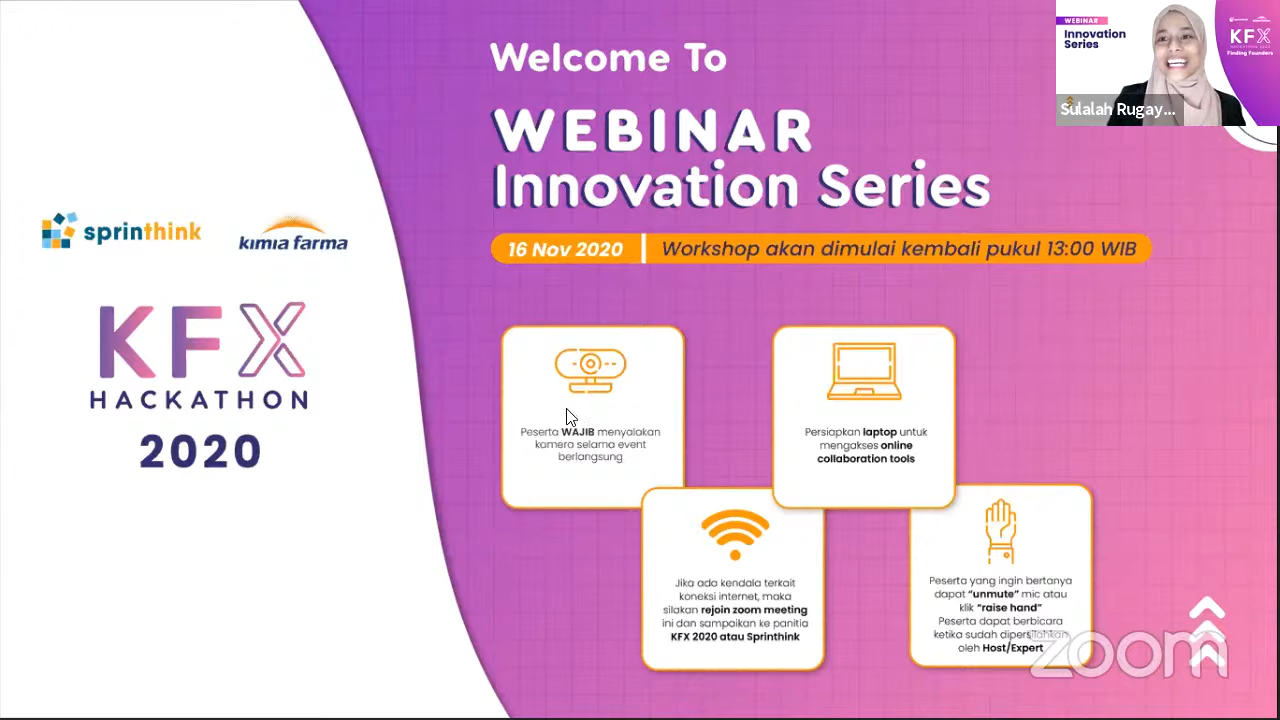 Welcome To
WEBINAR
Innovation Series
16 Nov 2020 | Workshop akan dimulai kembali pukul 13:00 WIB
sprinthink
kimia farma
KFX
HACKATHON
2020
Peserta WAJIB menyalakan
kamera selama event
berlangsung
Persiapkan laptop untuk
mengakses online
collaboration tools
Jika ada kendala terkait
koneksi internet, maka
silakan rejoin zoom meeting
ini dan sampaikan ke panitia
KFX 2020 atau Sprinthink
Peserta yang ingin bertanya
dapat “unmute” mic atau
klik “raise hand”
Peserta dapat berbicara
ketika sudah dipersilahkan
oleh Host/Expert
zoom
WEBINAR
Innovation
Series
KFX
Finding Founders
Sulalah Rugay...